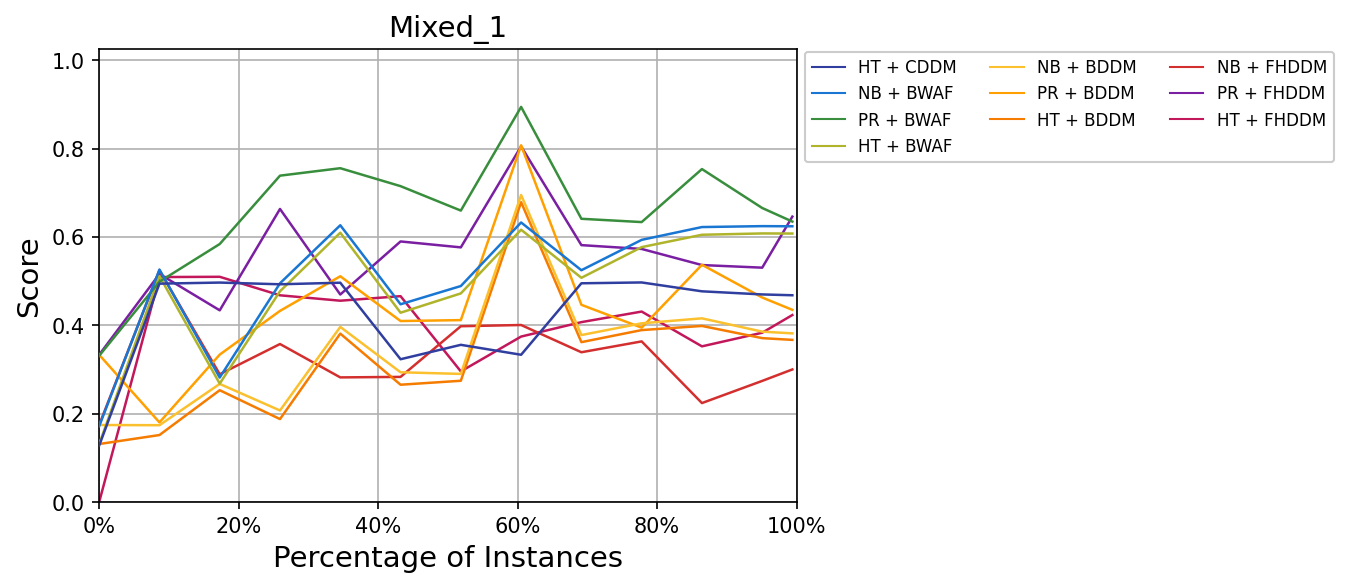 Mixed_1
1.0
0.8
0.6
0.4
0.2
0.0
Score
0% 20% 40% 60% 80% 100%
Percentage of Instances
HT + CDDM
NB + BWAF
PR + BWAF
HT + BWAF
NB + BDDM
PR + BDDM
HT + BDDM
NB + FHDDM
PR + FHDDM
HT + FHDDM